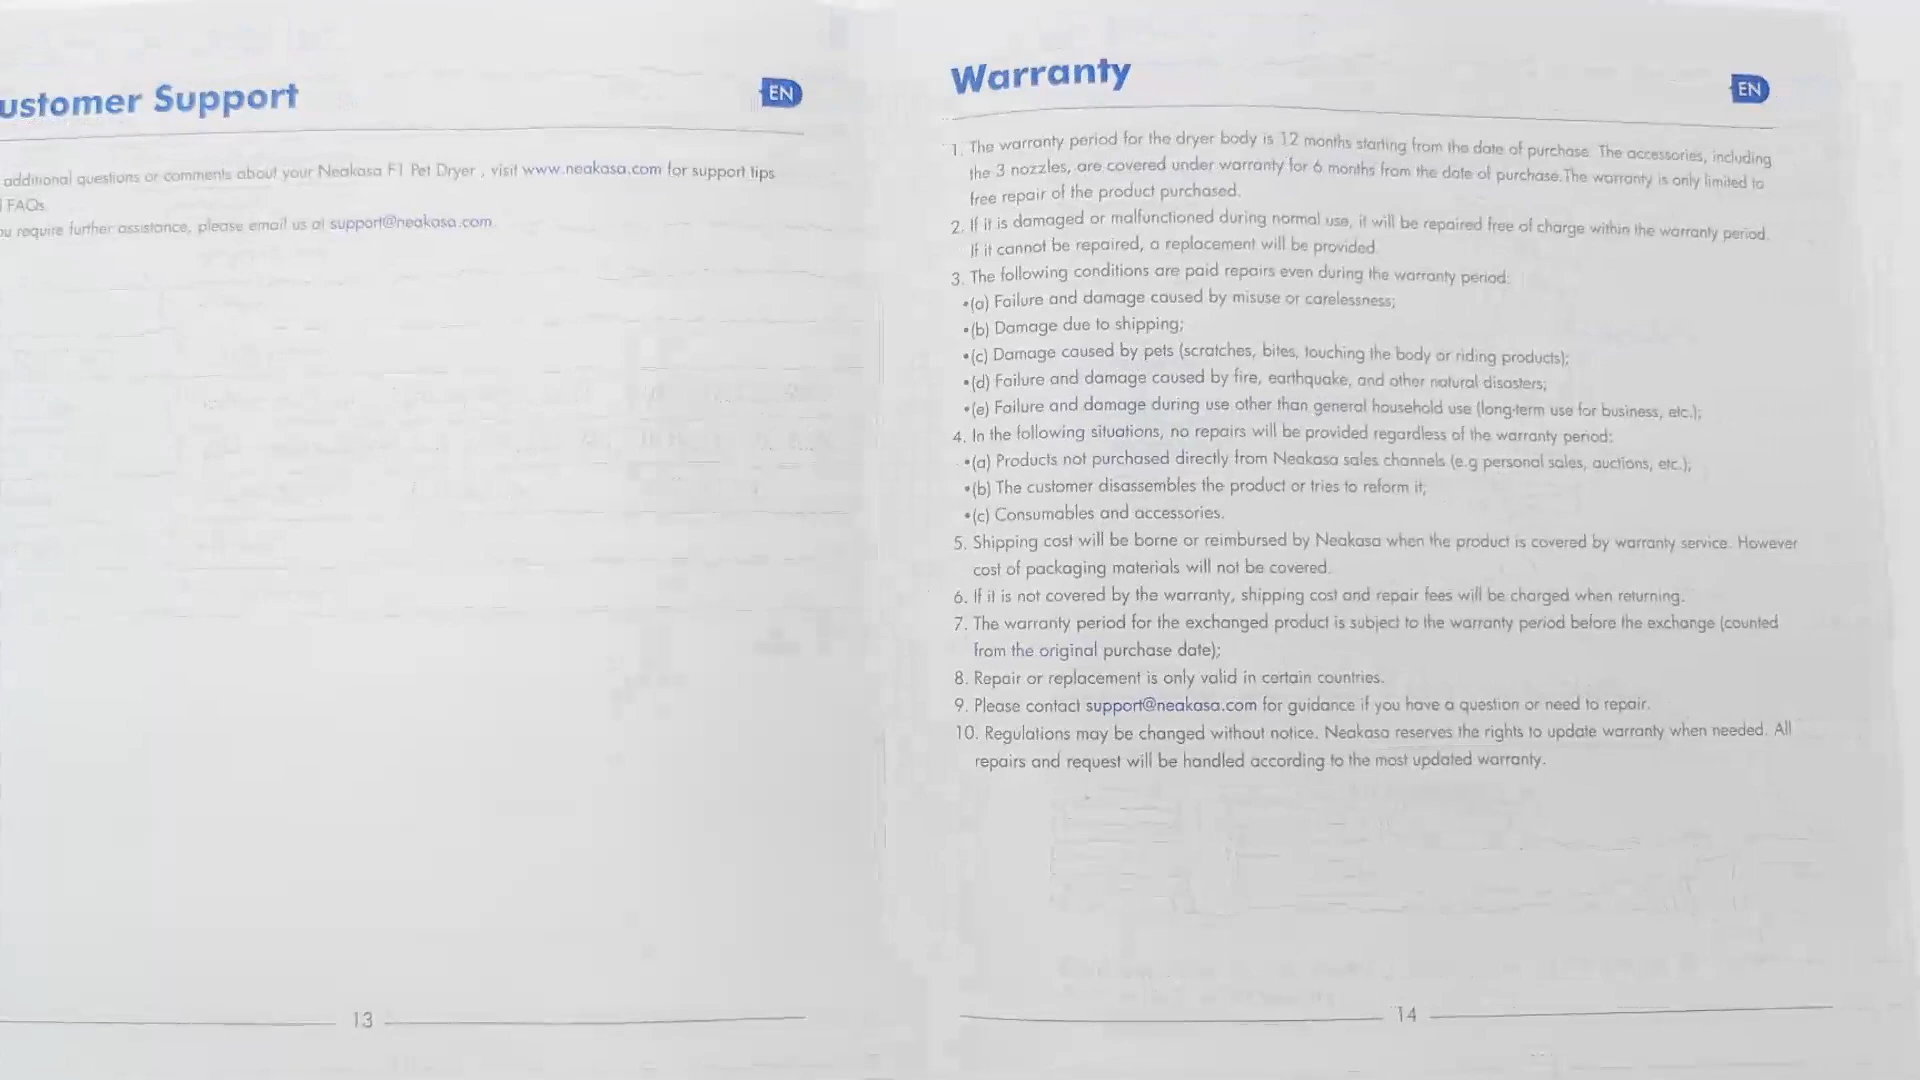 ustomer Support
EN
additional questions or comments about your Neakasa F1 Pet Dryer , visit www.neakasa.com for support tips
FAQs
ou require further assistance, please email us at support@neakasa.com.
13
Warranty
EN
1. The warranty period for the dryer body is 12 months starting from the date of purchase. The accessories, including
the 3 nozzles, are covered under warranty for 6 months from the date of purchase.The warranty is only limited to
free repair of the product purchased.
2. If it is damaged or malfunctioned during normal use, it will be repaired free of charge within the warranty period.
If it cannot be repaired, a replacement will be provided.
3. The following conditions are paid repairs even during the warranty period:
•(a) Failure and damage caused by misuse or carelessness;
•(b) Damage due to shipping;
•(c) Damage caused by pets (scratches, bites, touching the body or riding products);
•(d) Failure and damage caused by fire, earthquake, and other natural disasters;
•(e) Failure and damage during use other than general household use (long-term use for business, etc.);
4. In the following situations, no repairs will be provided regardless of the warranty period:
•(a) Products not purchased directly from Neakasa sales channels (e.g personal sales, auctions, etc.);
•(b) The customer disassembles the product or tries to reform it;
•(c) Consumables and accessories.
5. Shipping cost will be borne or reimbursed by Neakasa when the product is covered by warranty service. However
cost of packaging materials will not be covered.
6. If it is not covered by the warranty, shipping cost and repair fees will be charged when returning.
7. The warranty period for the exchanged product is subject to the warranty period before the exchange (counted
from the original purchase date);
8. Repair or replacement is only valid in certain countries.
9. Please contact support@neakasa.com for guidance if you have a question or need to repair.
10. Regulations may be changed without notice. Neakasa reserves the rights to update warranty when needed. All
repairs and request will be handled according to the most updated warranty.
14